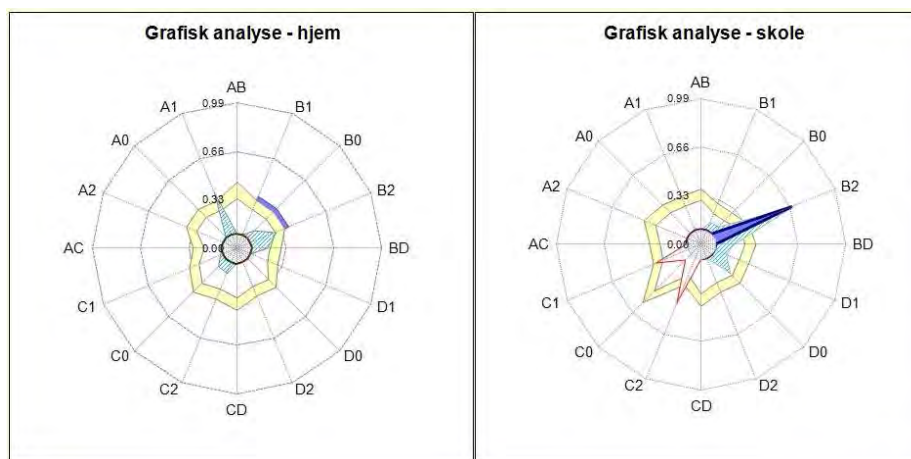 Grafisk analyse - hjem
AB
0,99
A1
B1
A0
B0
0,66
A2
B2
0,33
AC
0,00
BD
C1
D1
C0
D0
C2
D2
CD
Grafisk analyse - skole
AB
0,99
A1
B1
A0
B0
0,66
A2
B2
0,33
AC
0,00
BD
C1
D1
C0
D0
C2
D2
CD